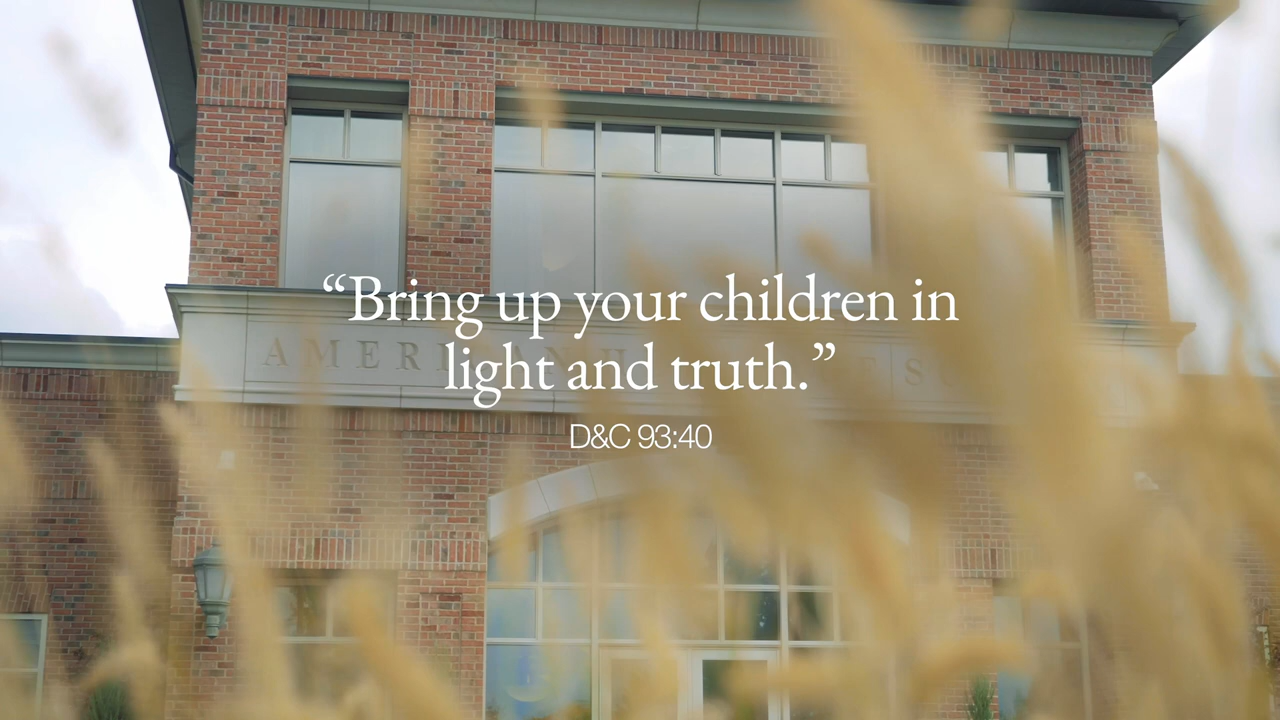 “Bring up your children in
light and truth.”
D&C 93:40